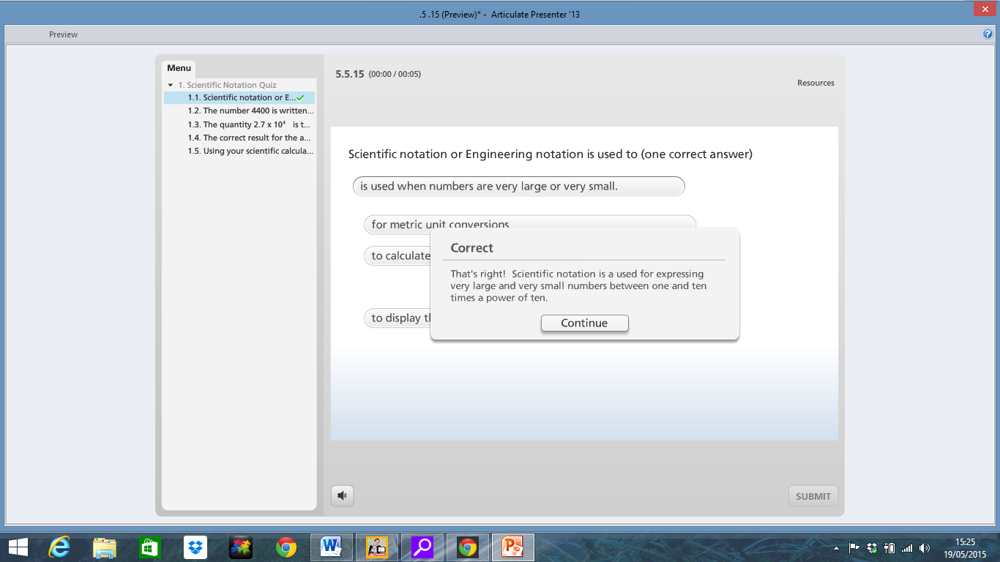 .5 .15 (Preview)* - Articulate Presenter '13
Preview
Menu
1. Scientific Notation Quiz
1.1. Scientific notation or E...
1.2. The number 4400 is written...
1.3. The quantity 2.7 x 10⁴ is t...
1.4. The correct result for the a...
1.5. Using your scientific calcula...
5.5.15 (00:00 / 00:05)
Resources
Scientific notation or Engineering notation is used to (one correct answer)
is used when numbers are very large or very small.
for metric unit conversions
to calculate
to display
Correct
That's right! Scientific notation is a used for expressing
very large and very small numbers between one and ten
times a power of ten.
Continue
SUBMIT
15:25
19/05/2015